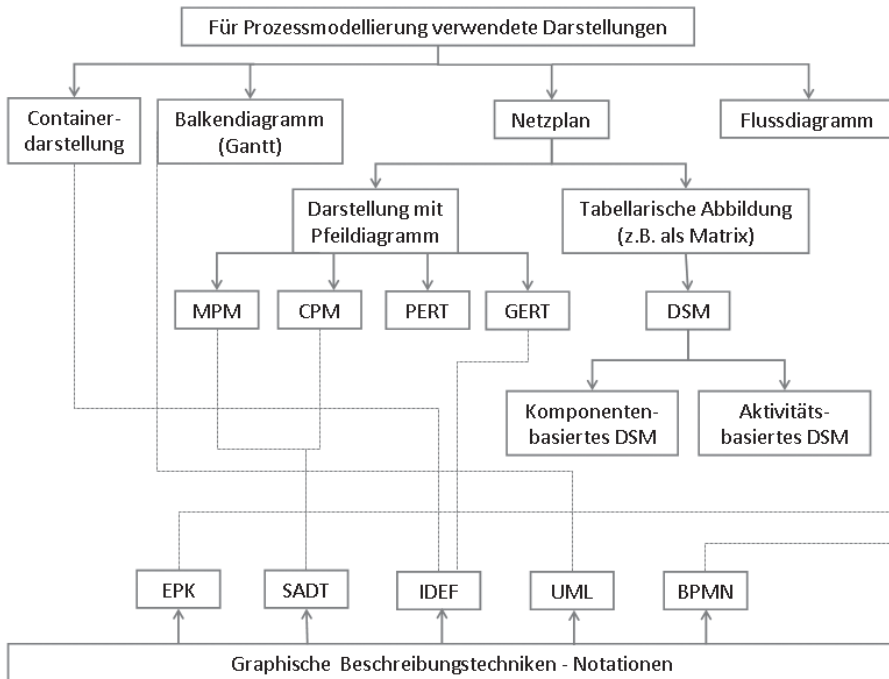 Für Prozessmodellierung verwendete Darstellungen
Container-
darstellung
Balkendiagramm
(Gantt)
Netzplan
Flussdiagramm
Darstellung mit
Pfeildiagramm
Tabellarische Abbildung
(z.B. als Matrix)
MPM
CPM
PERT
GERT
DSM
Komponenten-
basiertes DSM
Aktivitäts-
basiertes DSM
EPK
SADT
IDEF
UML
BPMN
Graphische Beschreibungstechniken - Notationen